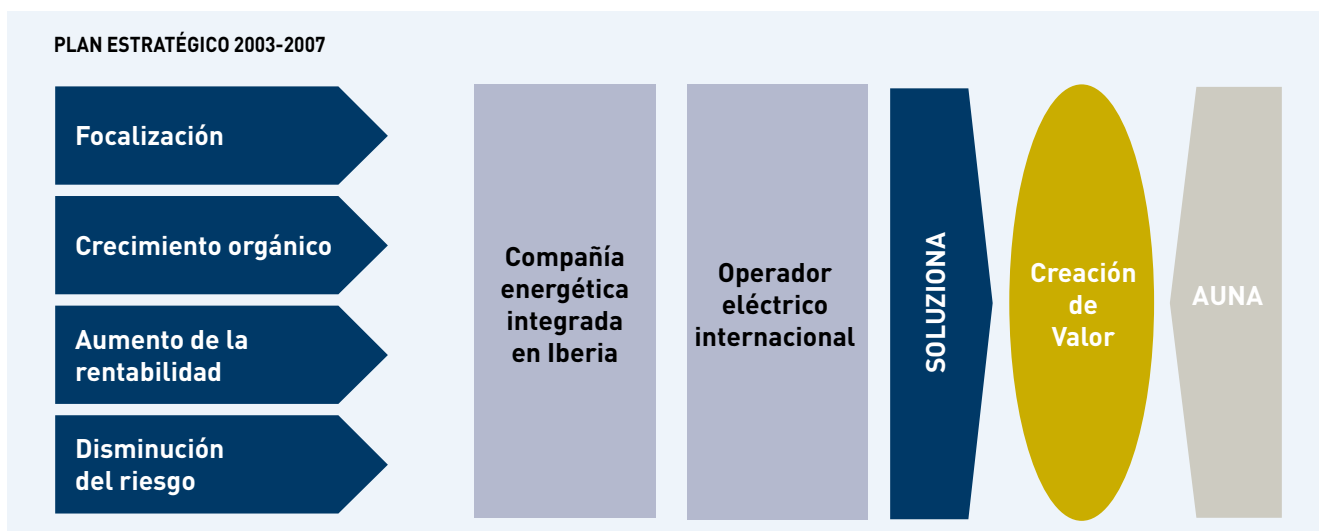 PLAN ESTRATÉGICO 2003-2007
Focalización
Crecimiento orgánico
Aumento de la
rentabilidad
Disminución
del riesgo
Compañía
energética
integrada
en Iberia
Operador
eléctrico
internacional
SOLUZIONA
Creación
de
Valor
AUNA